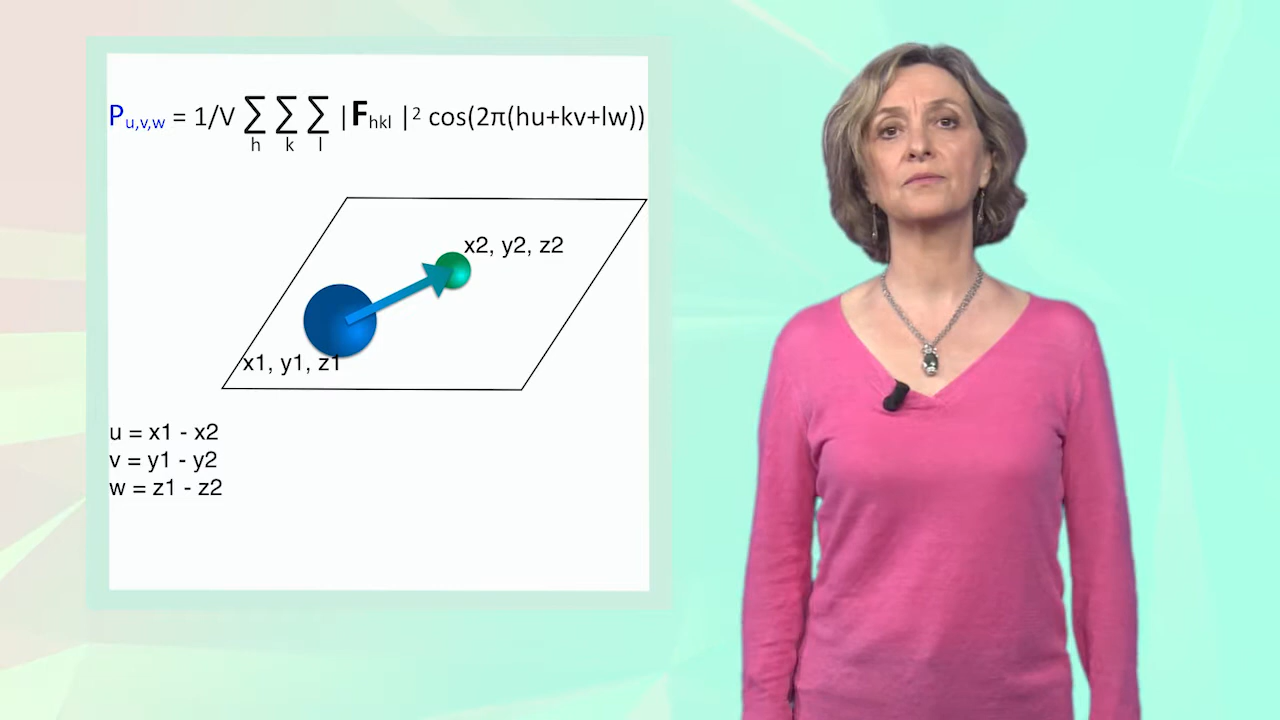 Pu,v,w = 1/V ∑ ∑ ∑ |Fhkl |² cos(2π(hu+kv+lw))
h k l
x2, y2, z2
x1, y1, z1
u = x1 - x2
v = y1 - y2
w = z1 - z2